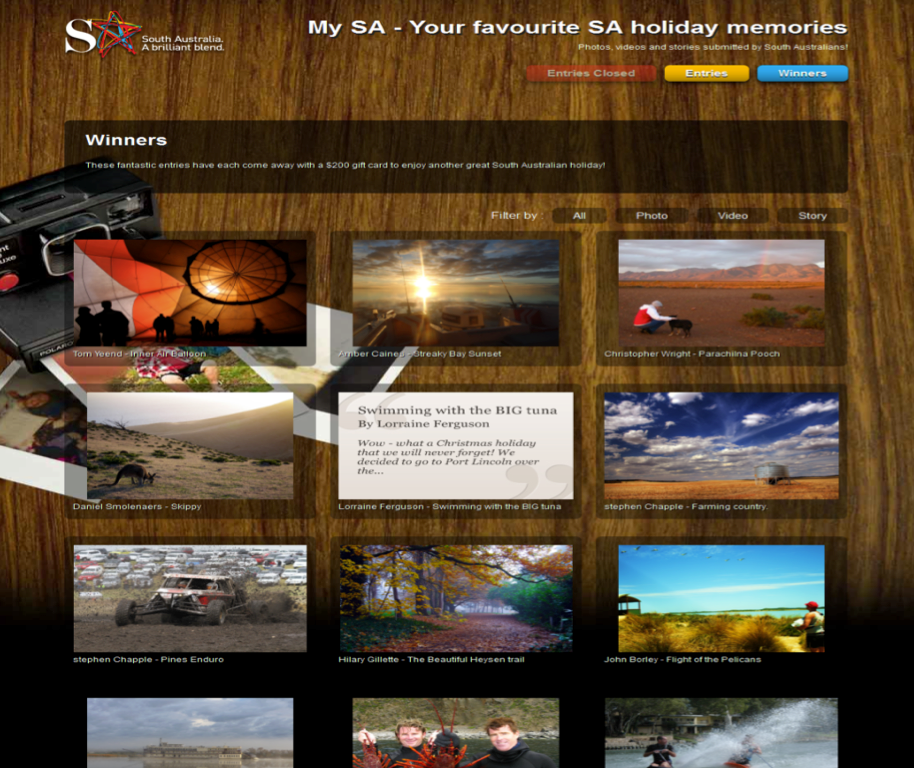 SA
South Australia.
A brilliant blend.
My SA - Your favourite SA holiday memories
Photos, videos and stories submitted by South Australians!
Entries Closed
Entries
Winners
Winners
These fantastic entries have each come away with a $200 gift card to enjoy another great South Australian holiday!
Filter by :
All
Photo
Video
Story
POLAROID
Tom Yeend - Inner Air Balloon
Amber Caines - Streaky Bay Sunset
Christopher Wright - Parachilna Pooch
Swimming with the BIG tuna
By Lorraine Ferguson
Wow - what a Christmas holiday
that we will never forget! We
decided to go to Port Lincoln over
the...
Daniel Smolenaers - Skippy
Lorraine Ferguson - Swimming with the BIG tuna
stephen Chapple - Farming country.
stephen Chapple - Pines Enduro
Hilary Gillette - The Beautiful Heysen trail
John Borley - Flight of the Pelicans